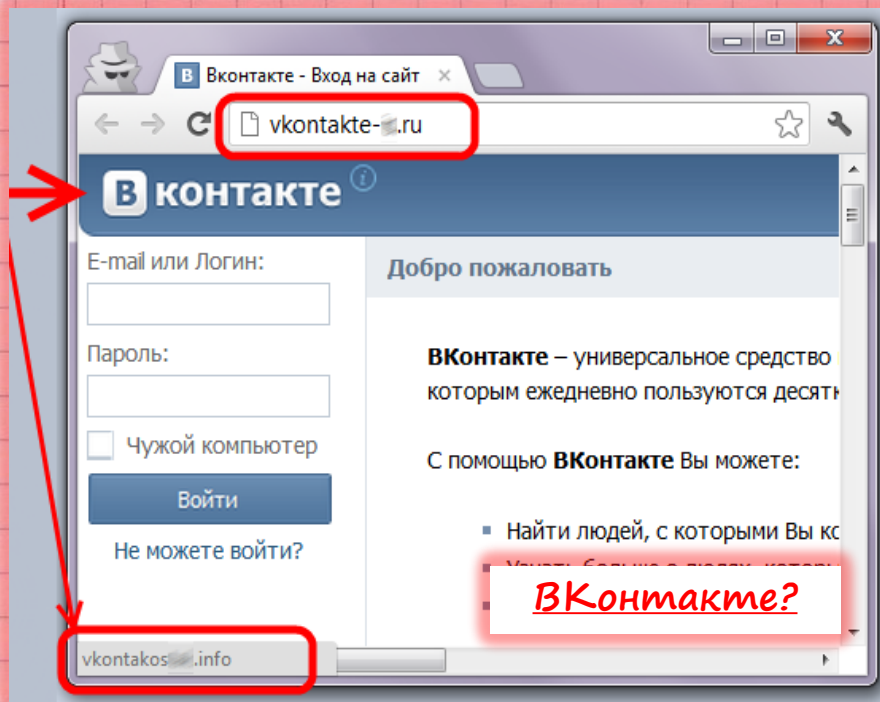 Вконтакте - Вход на сайт
vkontakte- .ru
В контакте i
E-mail или Логин:
Пароль:
Чужой компьютер
Войти
Не можете войти?
Добро пожаловать
ВКонтакте – универсальное средство
которым ежедневно пользуются десятк
С помощью ВКонтакте Вы можете:
Найти людей, с которыми Вы ко
ВКонтакте?
vkontakos .info